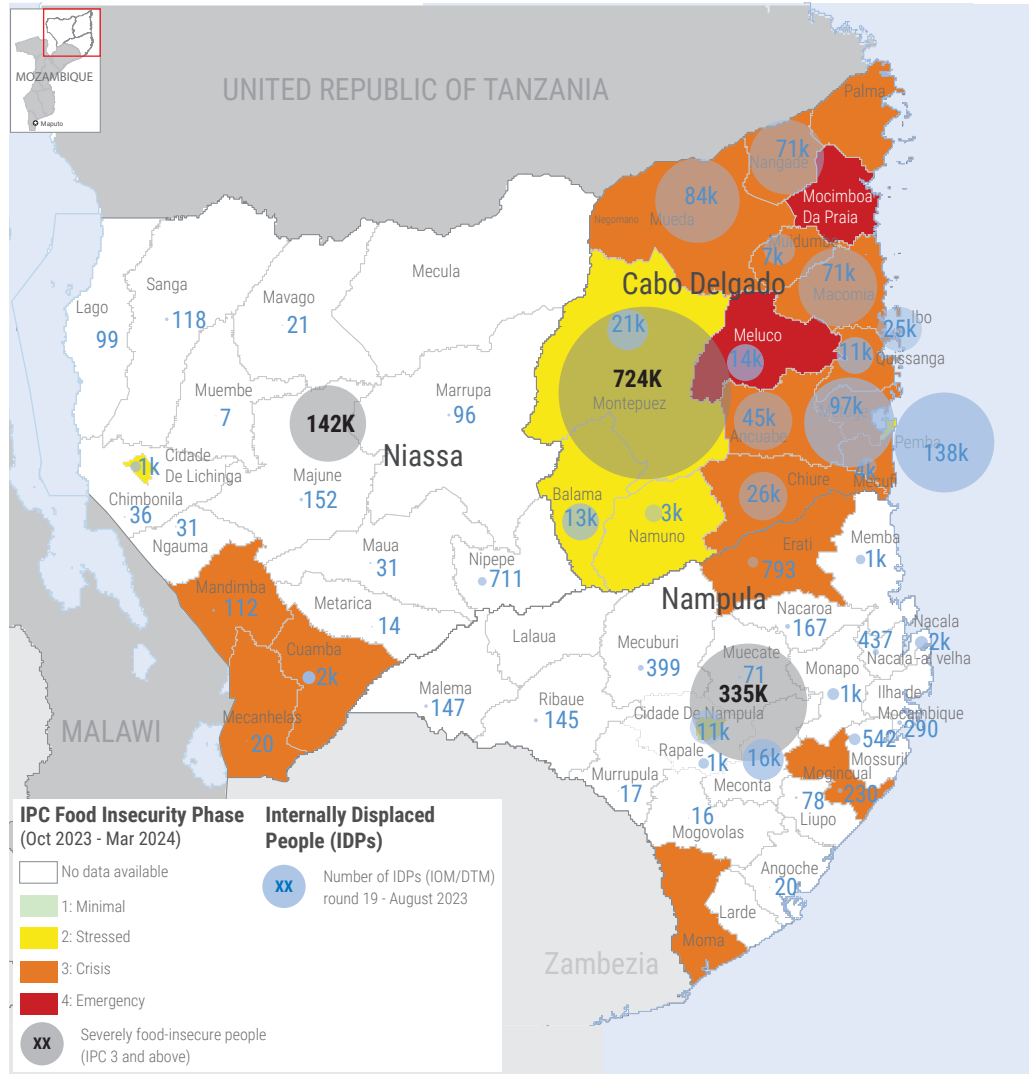 MOZAMBIQUE
Maputo
UNITED REPUBLIC OF TANZANIA
Palma
71k
Nangade
84k
Mocimboa
Da Praia
Negomano
Mueda
Muidumbe
7k
71k
Macomia
Mecula
Sanga
118
Mavago
21
Lago
99
Cabo Delgado
21k
Meluco
14k
Ibo
25k
11k
Quissanga
724K
Montepuez
Muembe
7
Marrupa
96
142K
Niassa
45k
Ancuabe
97k
Pemba
138k
Cidade
De Lichinga
1k
Majune
152
Chimbonila
36
31
Ngauma
4k
Mecufi
Chiure
26k
Balama
13k
3k
Namuno
Maua
31
Nipepe
711
Erati
793
Memba
1k
Mandimba
112
Metarica
14
Nampula
Nacaroa
167
Lalaua
Mecuburi
399
Muecate
71
437
Nacala
2k
Nacala-a-velha
Cuamba
2k
Monapo
1k
335K
Malema
147
Ribaue
145
Cidade De Nampula
11k
Ilha de
Mocambique
290
Mecanhelas
20
MALAWI
Rapale
1k
16k
Meconta
542
Mossuril
Mogincual
230
Murrupula
17
78
Liupo
16
Mogovolas
Angoche
20
Larde
Moma
Zambezia
IPC Food Insecurity Phase
(Oct 2023 - Mar 2024)
No data available
1: Minimal
2: Stressed
3: Crisis
4: Emergency
XX
Severely food-insecure people
(IPC 3 and above)
Internally Displaced
People (IDPs)
XX
Number of IDPs (IOM/DTM)
round 19 - August 2023